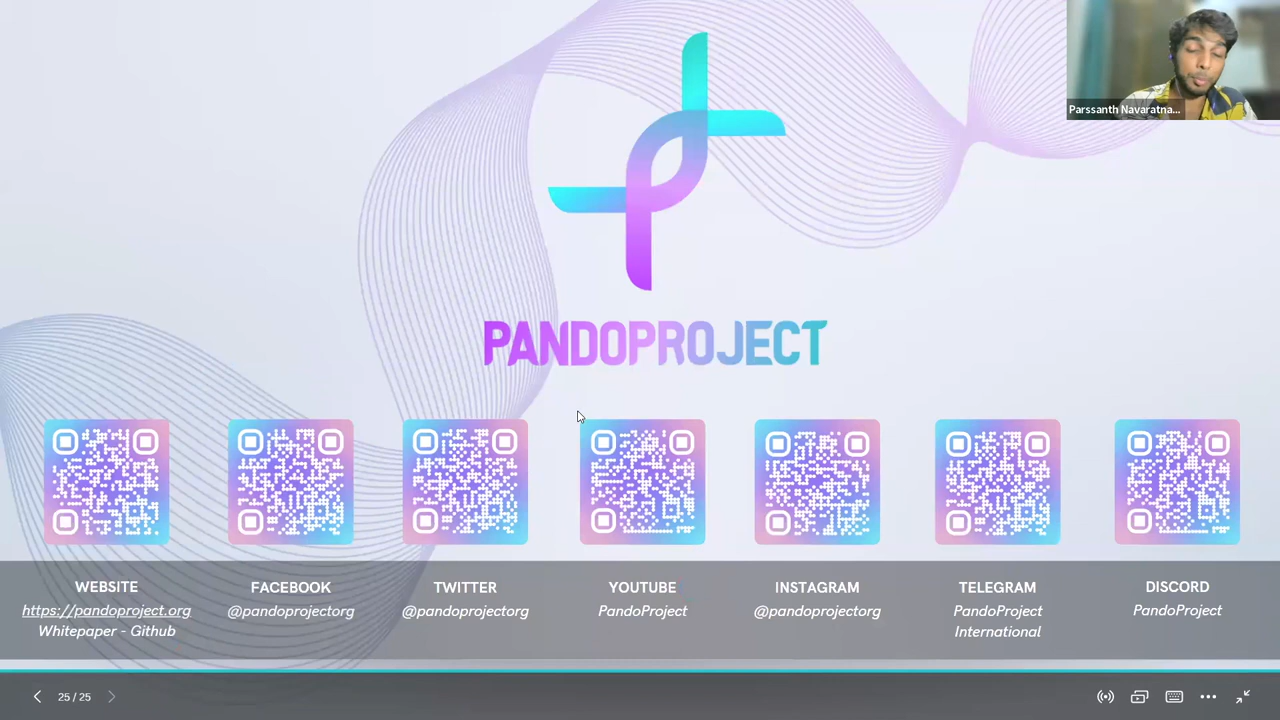 Parssanth Navaratna...
PANDOPROJECT
WEBSITE
https://pandoproject.org
Whitepaper - Github
FACEBOOK
@pandoprojectorg
TWITTER
@pandoprojectorg
YOUTUBE
PandoProject
INSTAGRAM
@pandoprojectorg
TELEGRAM
PandoProject
International
DISCORD
PandoProject
25 / 25